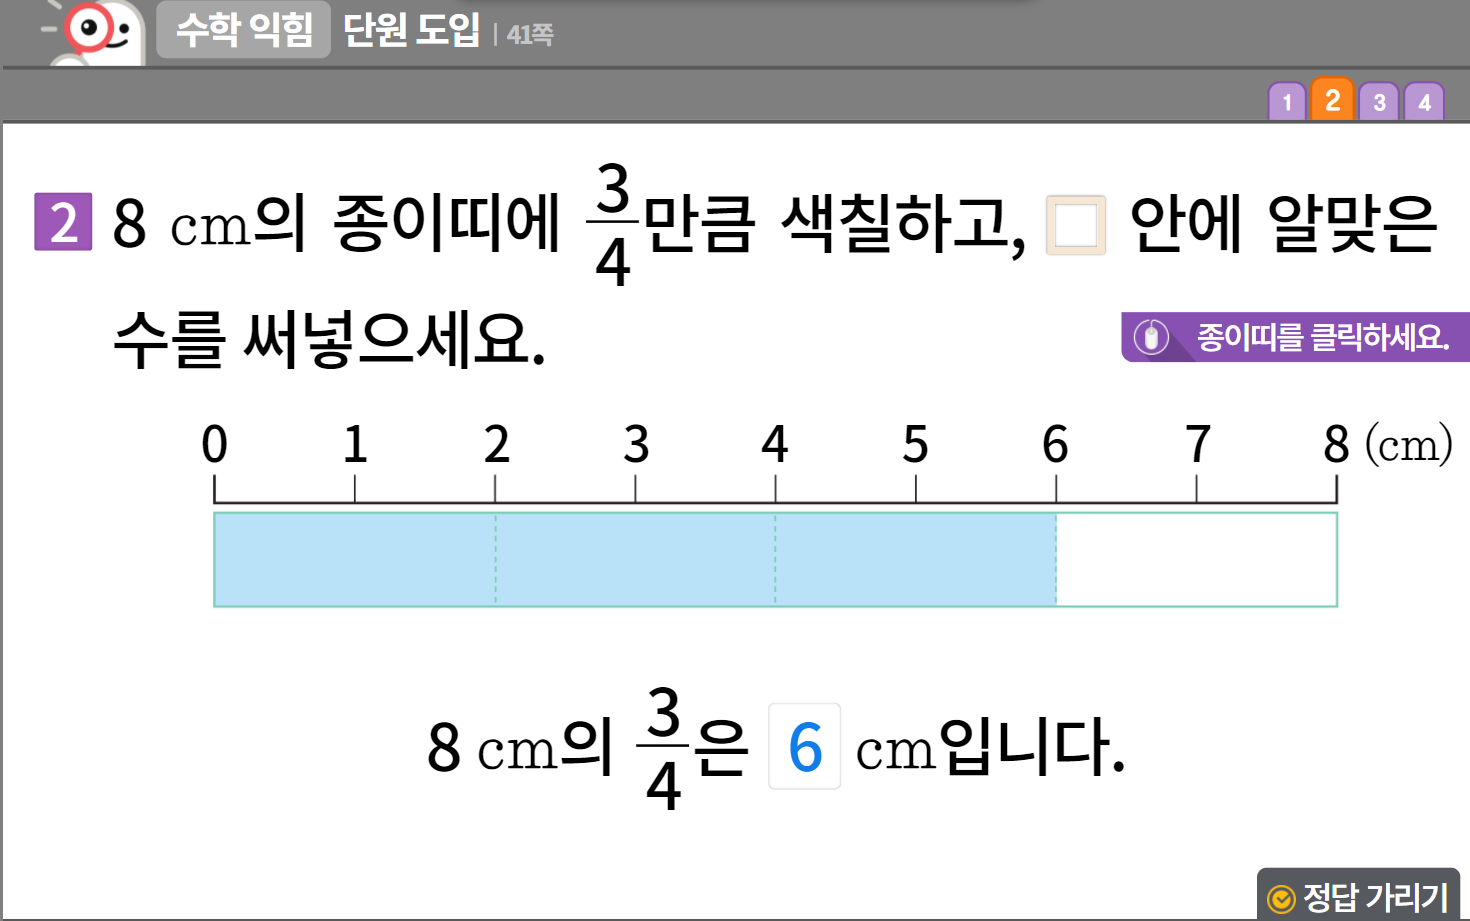 수학 익힘 단원 도입 | 41쪽
1 2 3 4
2 8 cm의 종이띠에 3/4만큼 색칠하고, □ 안에 알맞은
수를 써넣으세요.
종이띠를 클릭하세요.
0 1 2 3 4 5 6 7 8 (cm)
8 cm의 3/4은 6 cm입니다.
정답 가리기